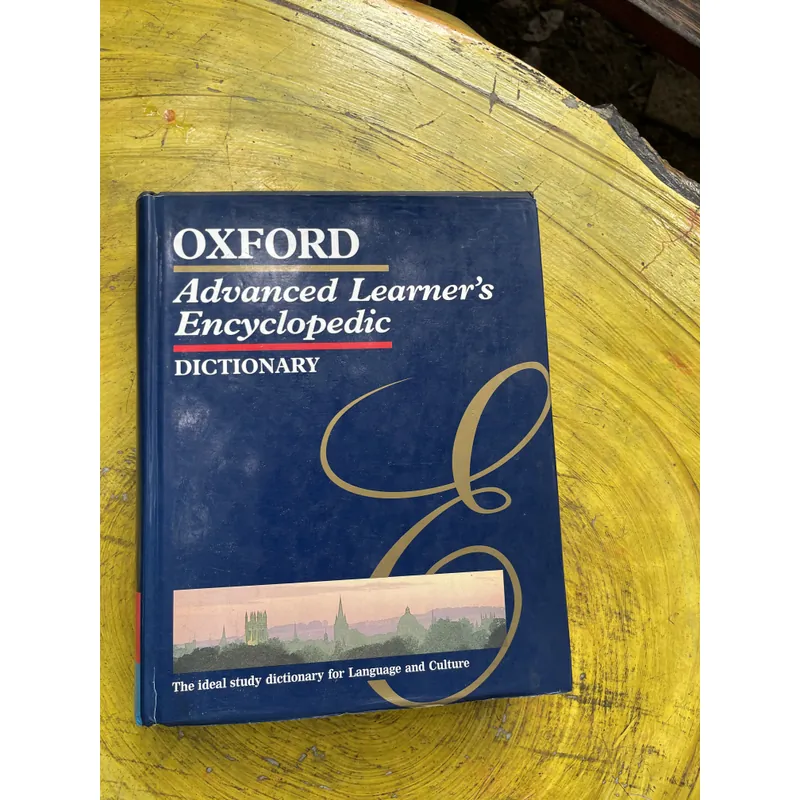 OXFORD
Advanced Learner's
Encyclopedic
DICTIONARY
The ideal study dictionary for Language and Culture